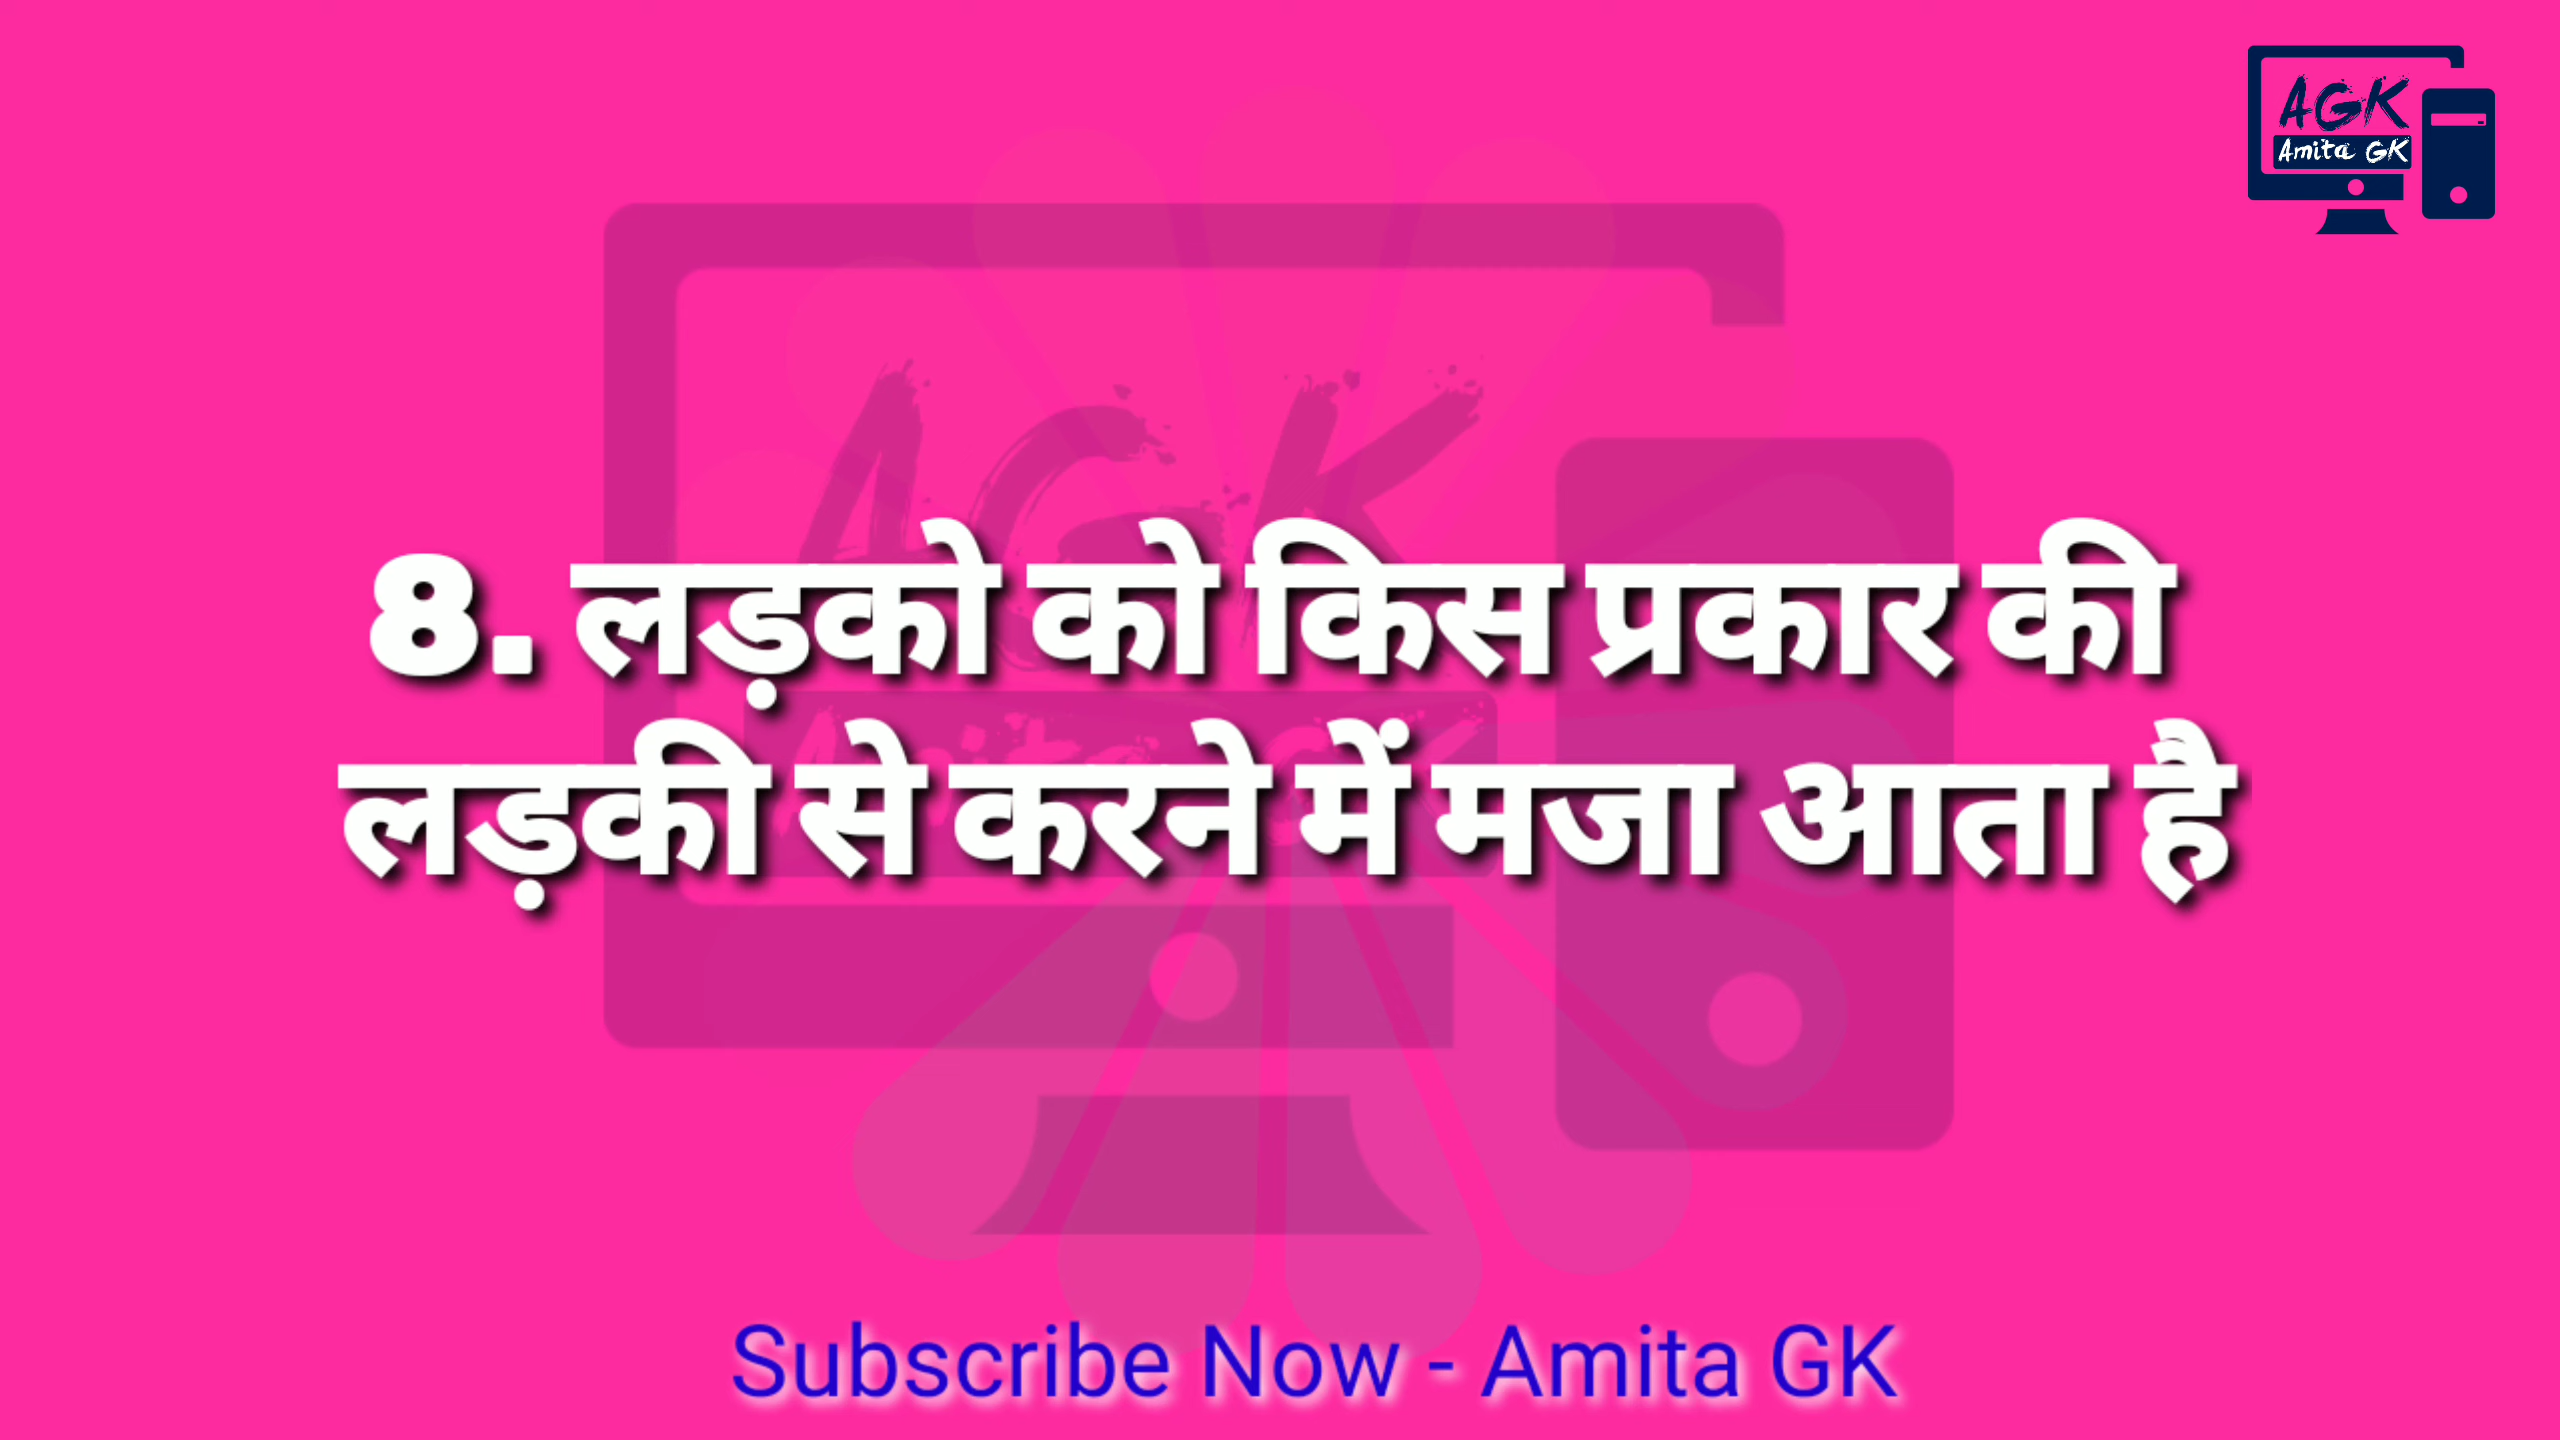 AGK
Amita GK
8. लड़को को किस प्रकार की
लड़की से करने में मजा आता है
Subscribe Now - Amita GK